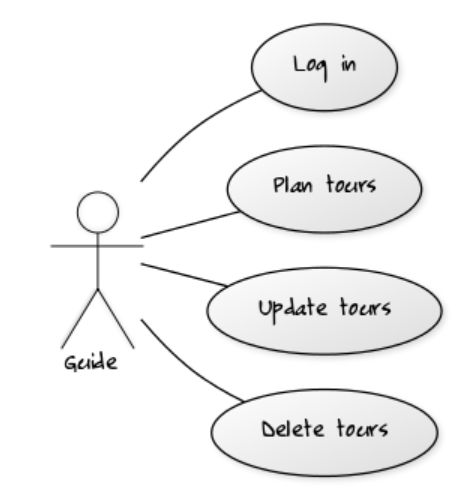 Log in
Plan tours
Update tours
Guide
Delete tours